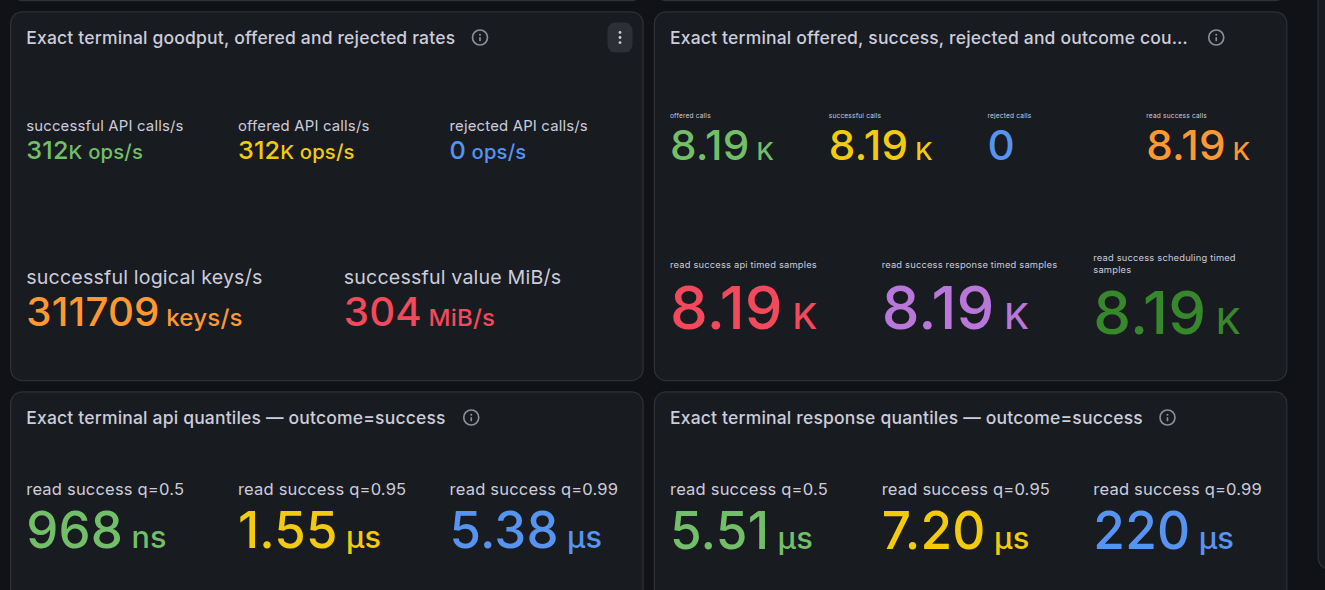 Exact terminal goodput, offered and rejected rates
successful API calls/s
312K ops/s
offered API calls/s
312K ops/s
rejected API calls/s
0 ops/s
successful logical keys/s
311709 keys/s
successful value MiB/s
304 MiB/s
Exact terminal offered, success, rejected and outcome cou...
offered calls
8.19 K
successful calls
8.19 K
rejected calls
0
read success calls
8.19 K
read success api timed samples
8.19 K
read success response timed samples
8.19 K
read success scheduling timed
samples
8.19 K
Exact terminal api quantiles — outcome=success
read success q=0.5
968 ns
read success q=0.95
1.55 µs
read success q=0.99
5.38 µs
Exact terminal response quantiles — outcome=success
read success q=0.5
5.51 µs
read success q=0.95
7.20 µs
read success q=0.99
220 µs